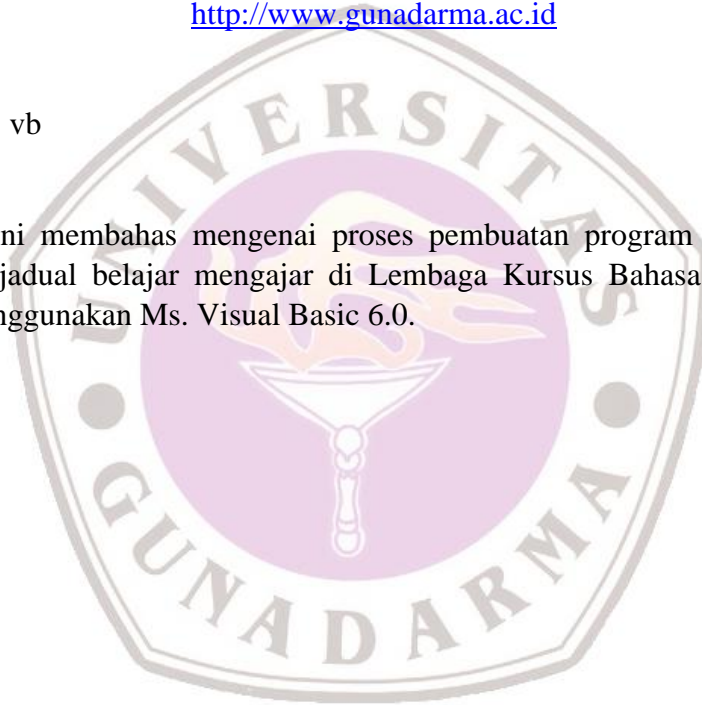 http://www.gunadarma.ac.id
vb
ni membahas mengenai proses pembuatan program
jadual belajar mengajar di Lembaga Kursus Bahasa
nggunakan Ms. Visual Basic 6.0.
UNIVERSITAS
GUNADARMA